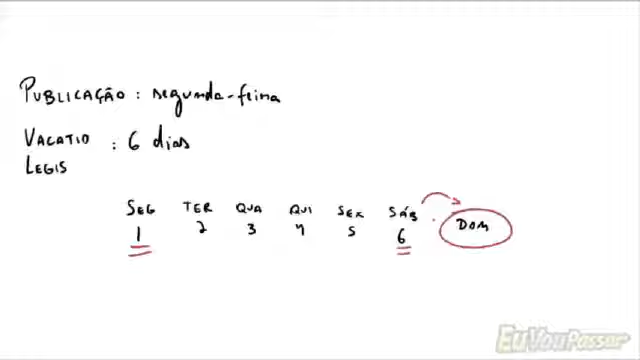 PUBLICAÇÃO : segunda-feira
VACATIO : 6 dias
LEGIS
SEG TER QUA QUI SEX SÁB DOM
1 2 3 4 5 6
EuVouPassar